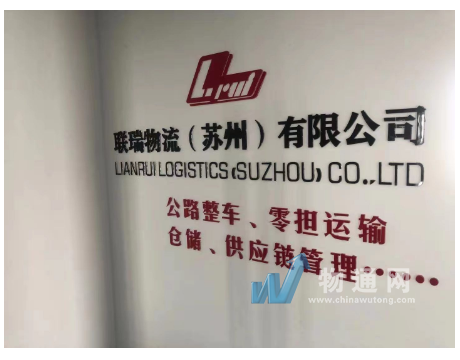 L.rui
联瑞物流（苏州）有限公司
LIANRUI LOGISTICS(SUZHOU) CO.,LTD
公路整车、零担运输
仓储、供应链管理······
物通网
www.chinawutong.com